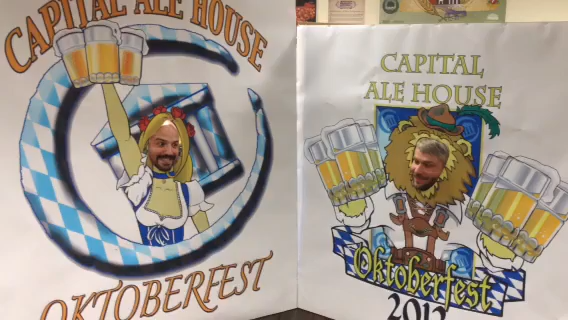 CAPITAL ALE HOUSE
OKTOBERFEST
CAPITAL
ALE HOUSE
Oktoberfest
2012